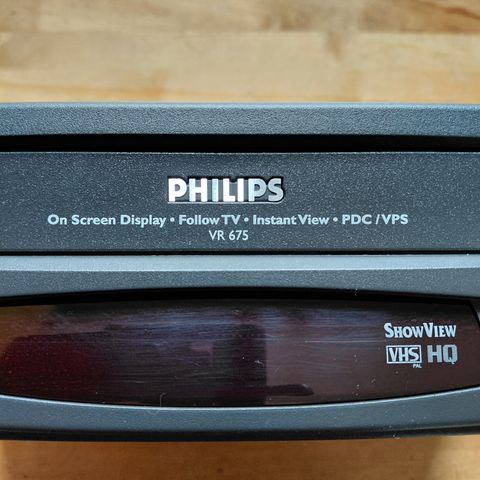 PHILIPS
On Screen Display • Follow TV • Instant View • PDC / VPS
VR 675
SHOWVIEW
VHS HQ
PAL